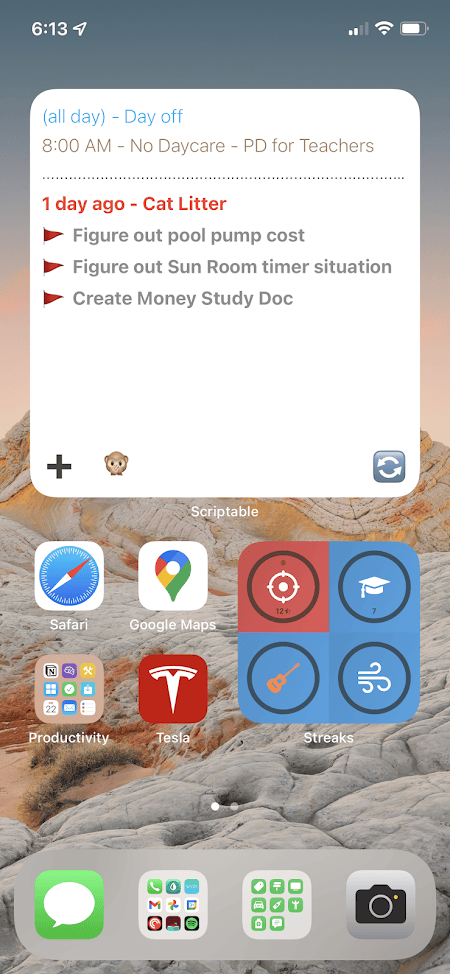 6:13
(all day) - Day off
8:00 AM - No Daycare - PD for Teachers
1 day ago - Cat Litter
Figure out pool pump cost
Figure out Sun Room timer situation
Create Money Study Doc
Scriptable
Safari
Google Maps
12
7
Productivity
22
Tesla
Streaks